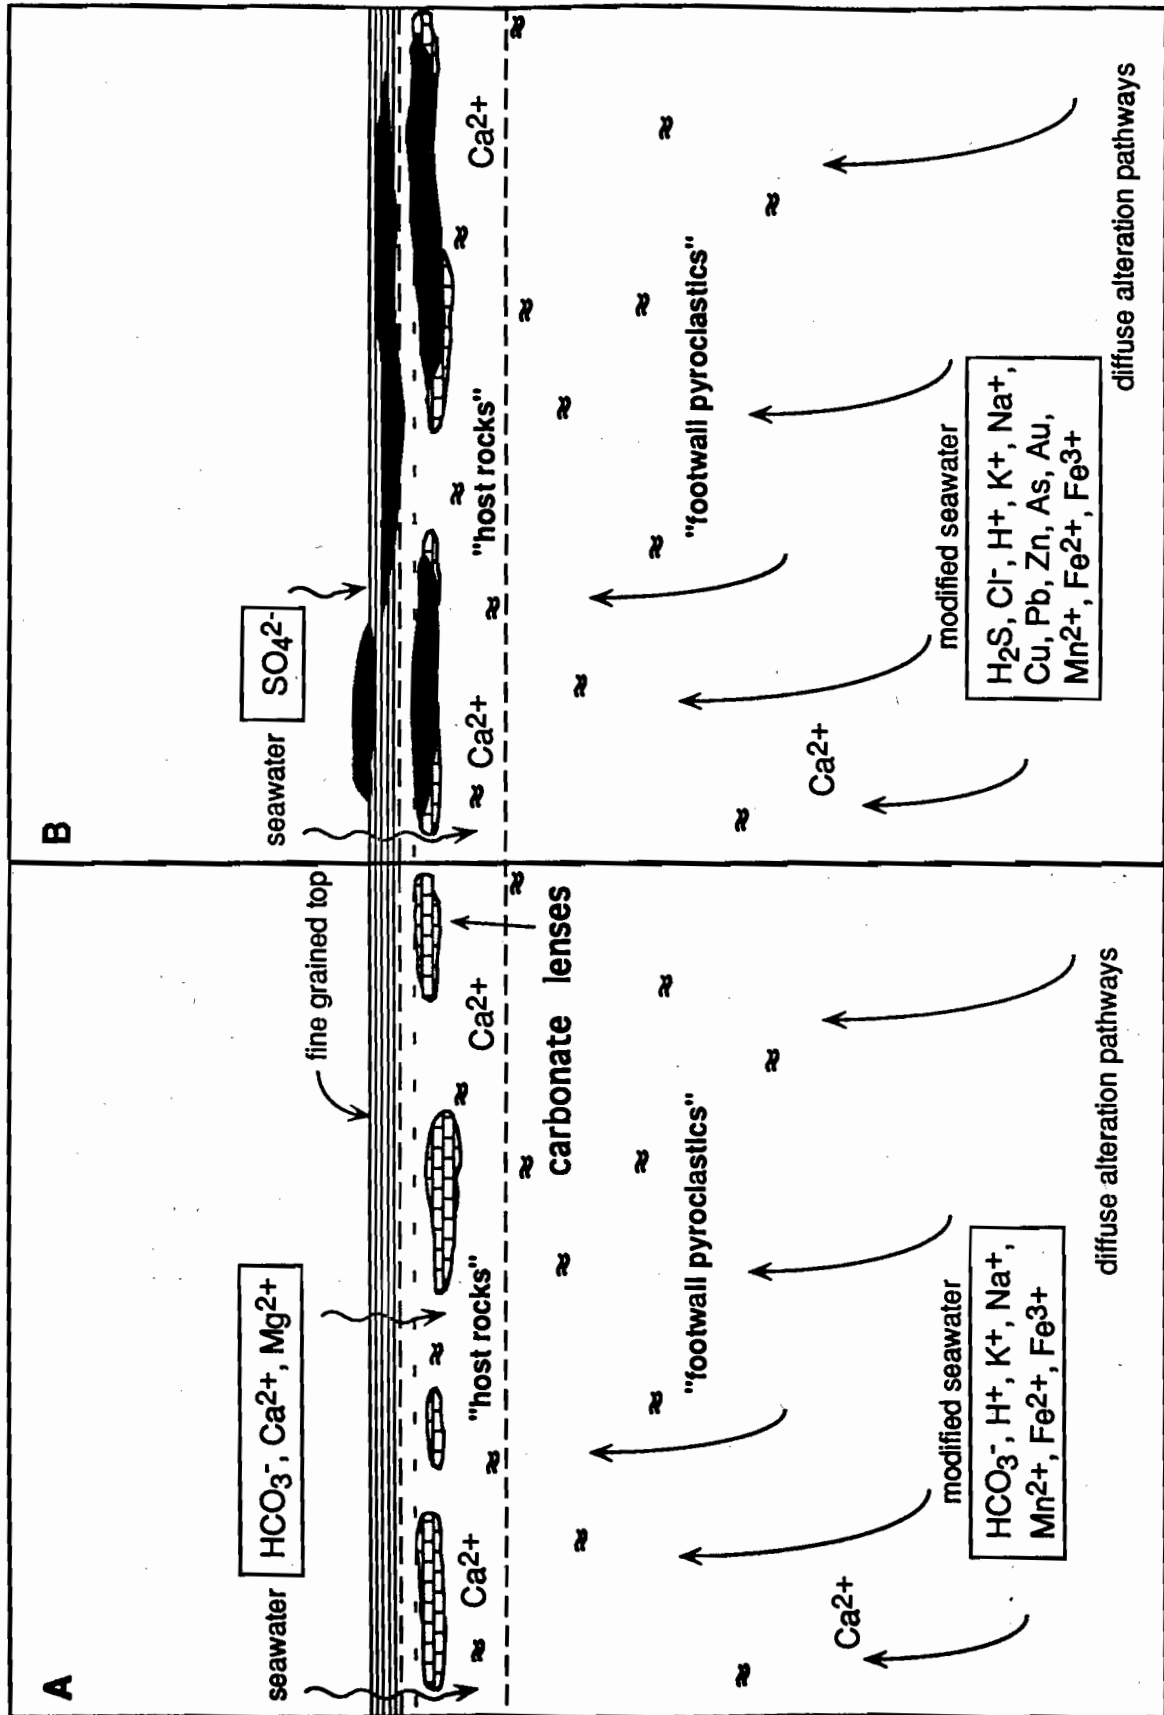 A
seawater
HCO₃⁻, Ca²⁺, Mg²⁺
fine grained top
Ca²⁺
"host rocks"
Ca²⁺
carbonate lenses
"footwall pyroclastics"
Ca²⁺
modified seawater
HCO₃⁻, H⁺, K⁺, Na⁺,
Mn²⁺, Fe²⁺, Fe³⁺
diffuse alteration pathways
B
seawater
SO₄²⁻
Ca²⁺
"host rocks"
Ca²⁺
"footwall pyroclastics"
Ca²⁺
modified seawater
H₂S, Cl⁻, H⁺, K⁺, Na⁺,
Cu, Pb, Zn, As, Au,
Mn²⁺, Fe²⁺, Fe³⁺
diffuse alteration pathways